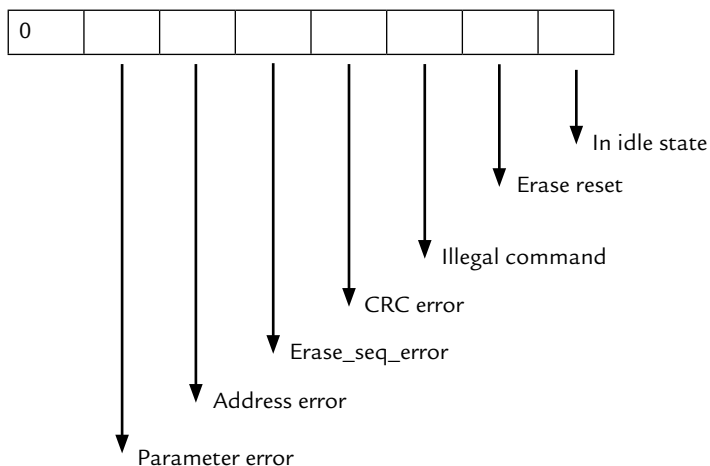 0
In idle state
Erase reset
Illegal command
CRC error
Erase_seq_error
Address error
Parameter error